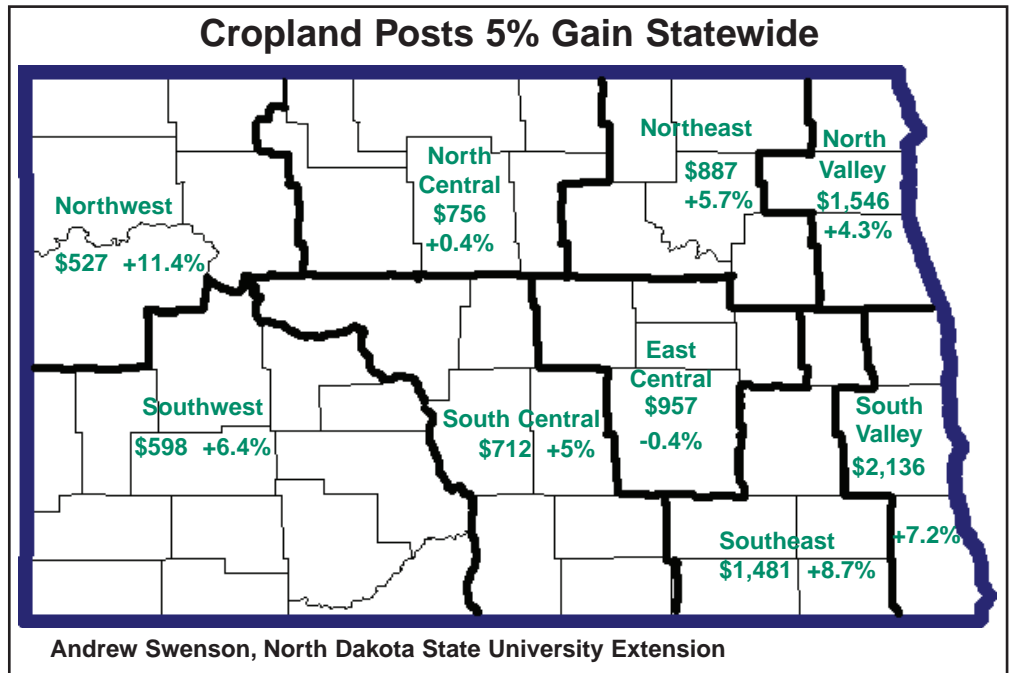 Cropland Posts 5% Gain Statewide
Northwest
$527 +11.4%
North
Central
$756
+0.4%
Northeast
$887
+5.7%
North
Valley
$1,546
+4.3%
Southwest
$598 +6.4%
South Central
$712 +5%
East
Central
$957
-0.4%
South
Valley
$2,136
+7.2%
Southeast
$1,481 +8.7%
Andrew Swenson, North Dakota State University Extension